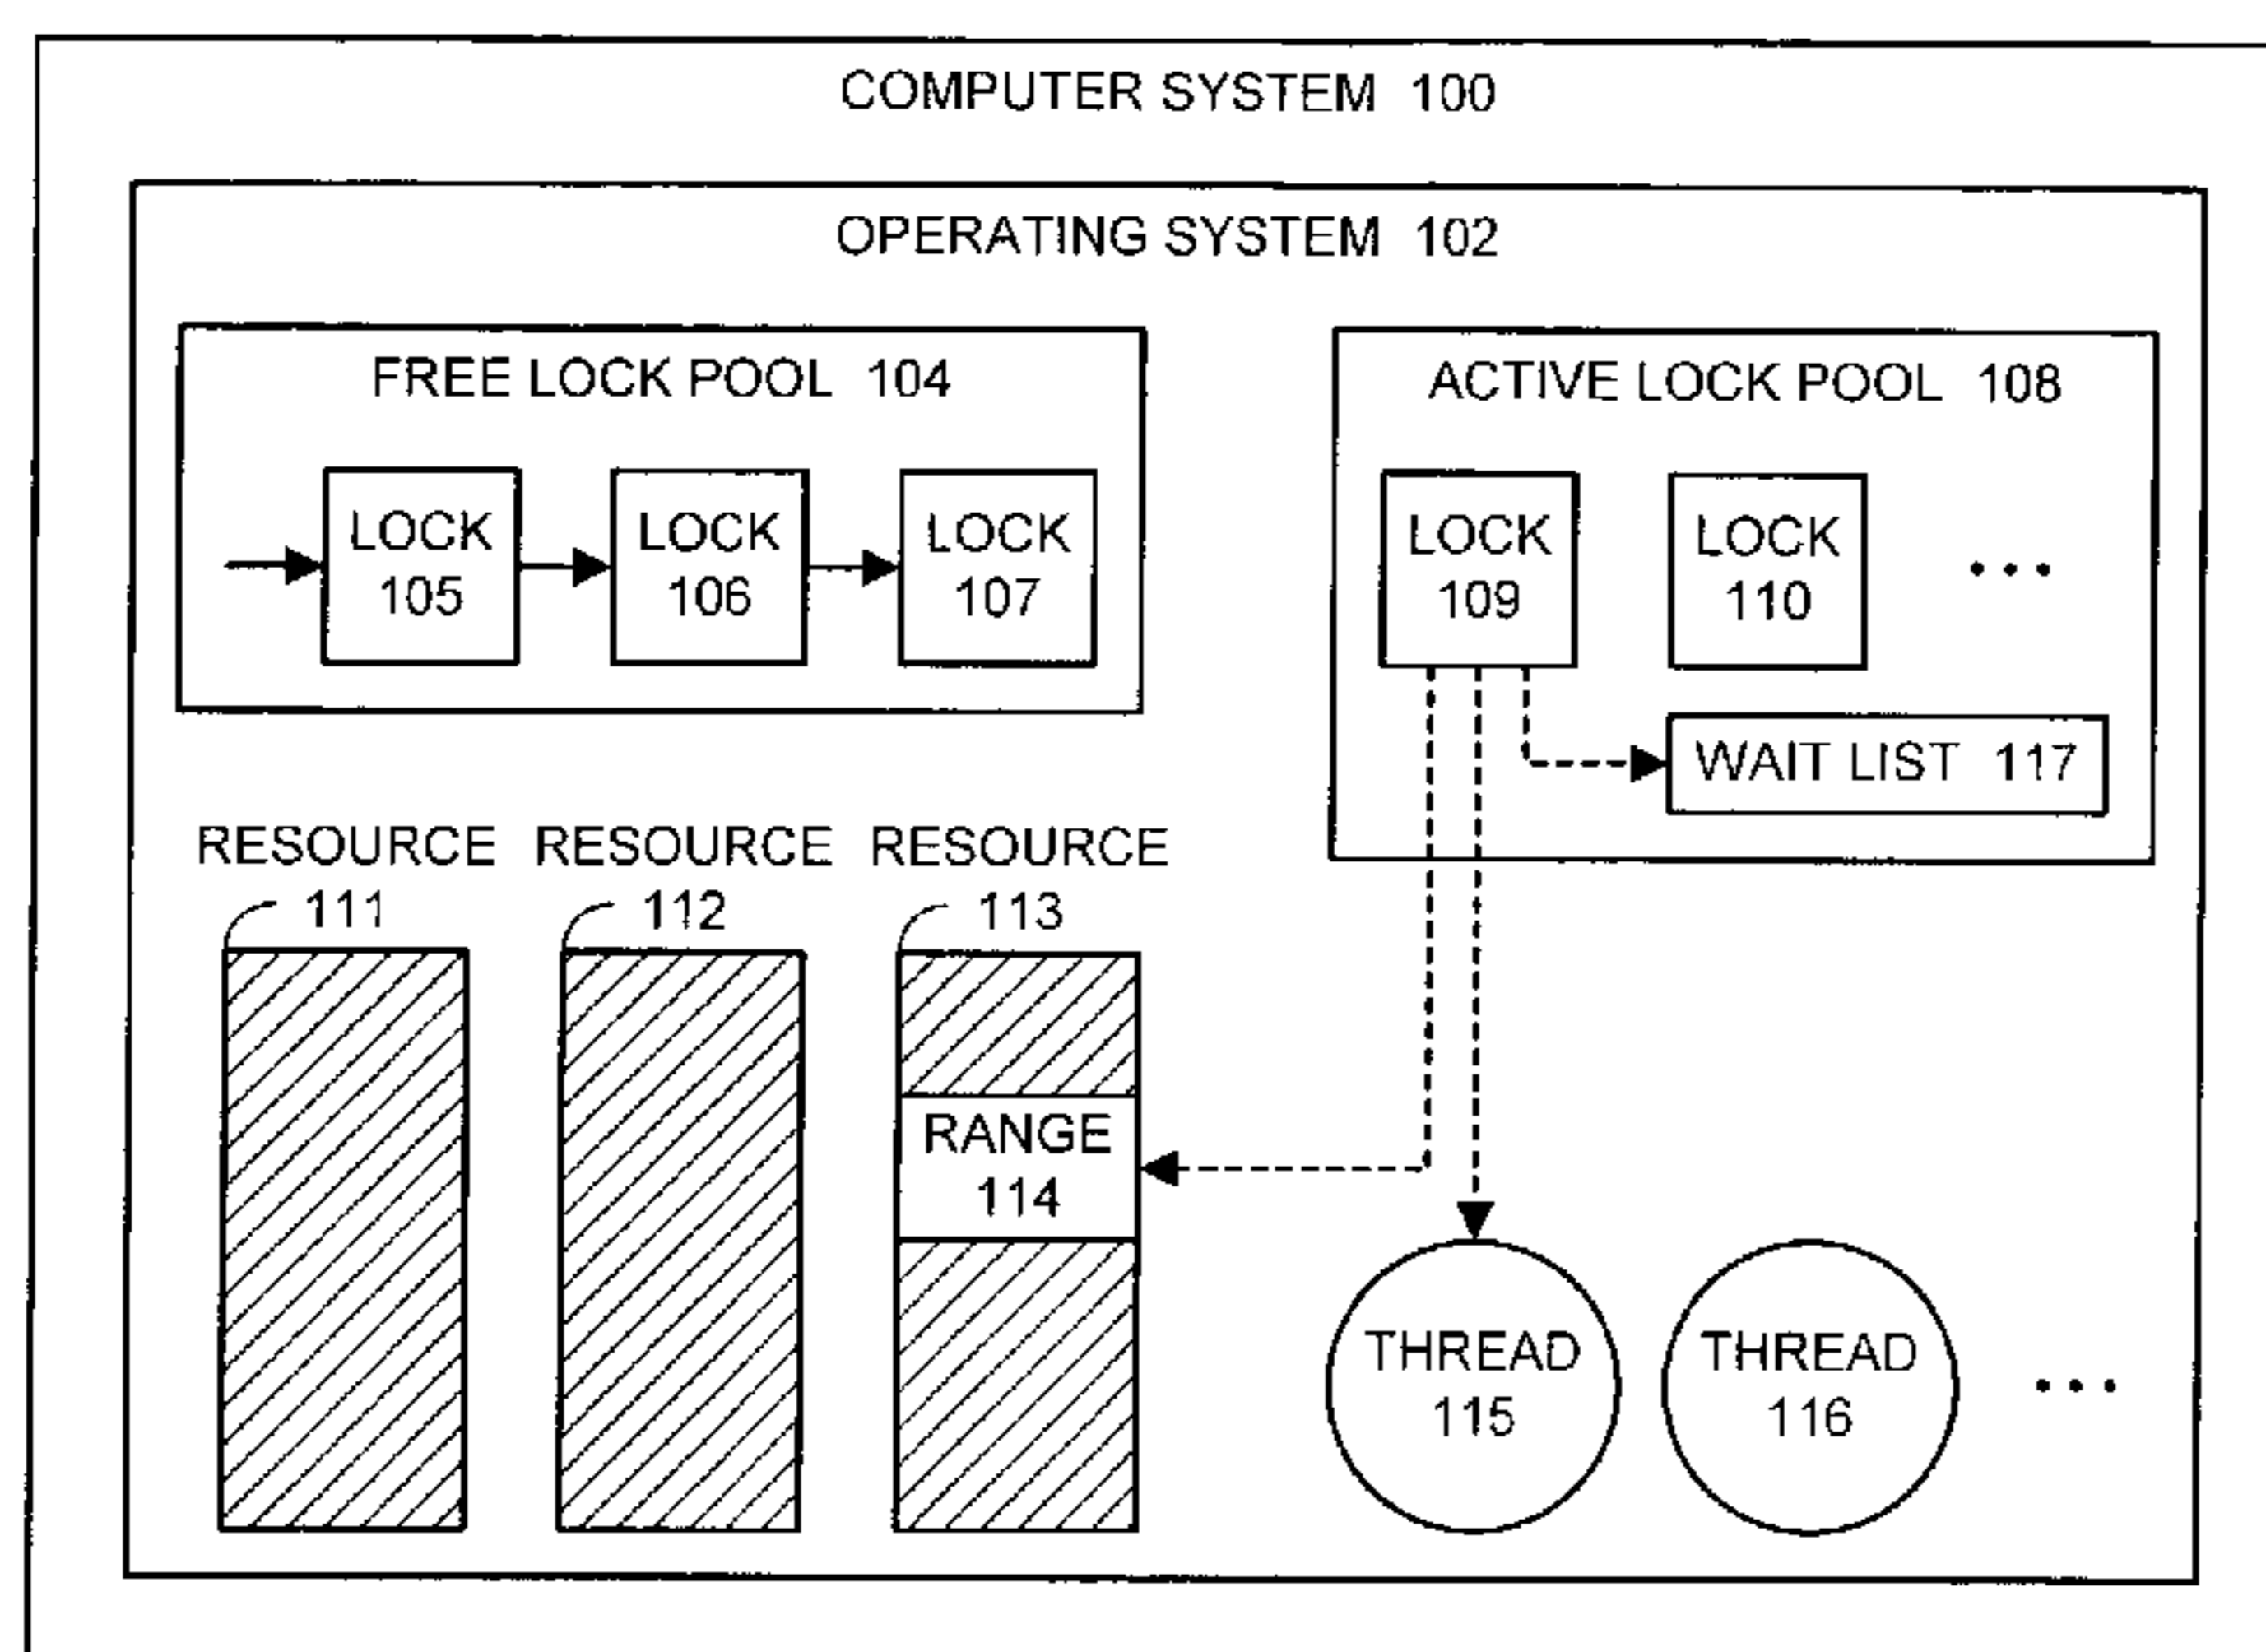 COMPUTER SYSTEM 100
OPERATING SYSTEM 102
FREE LOCK POOL 104
LOCK
105
LOCK
106
LOCK
107
ACTIVE LOCK POOL 108
LOCK
109
LOCK
110
...
WAIT LIST 117
RESOURCE
111
RESOURCE
112
RESOURCE
113
RANGE
114
THREAD
115
THREAD
116
...